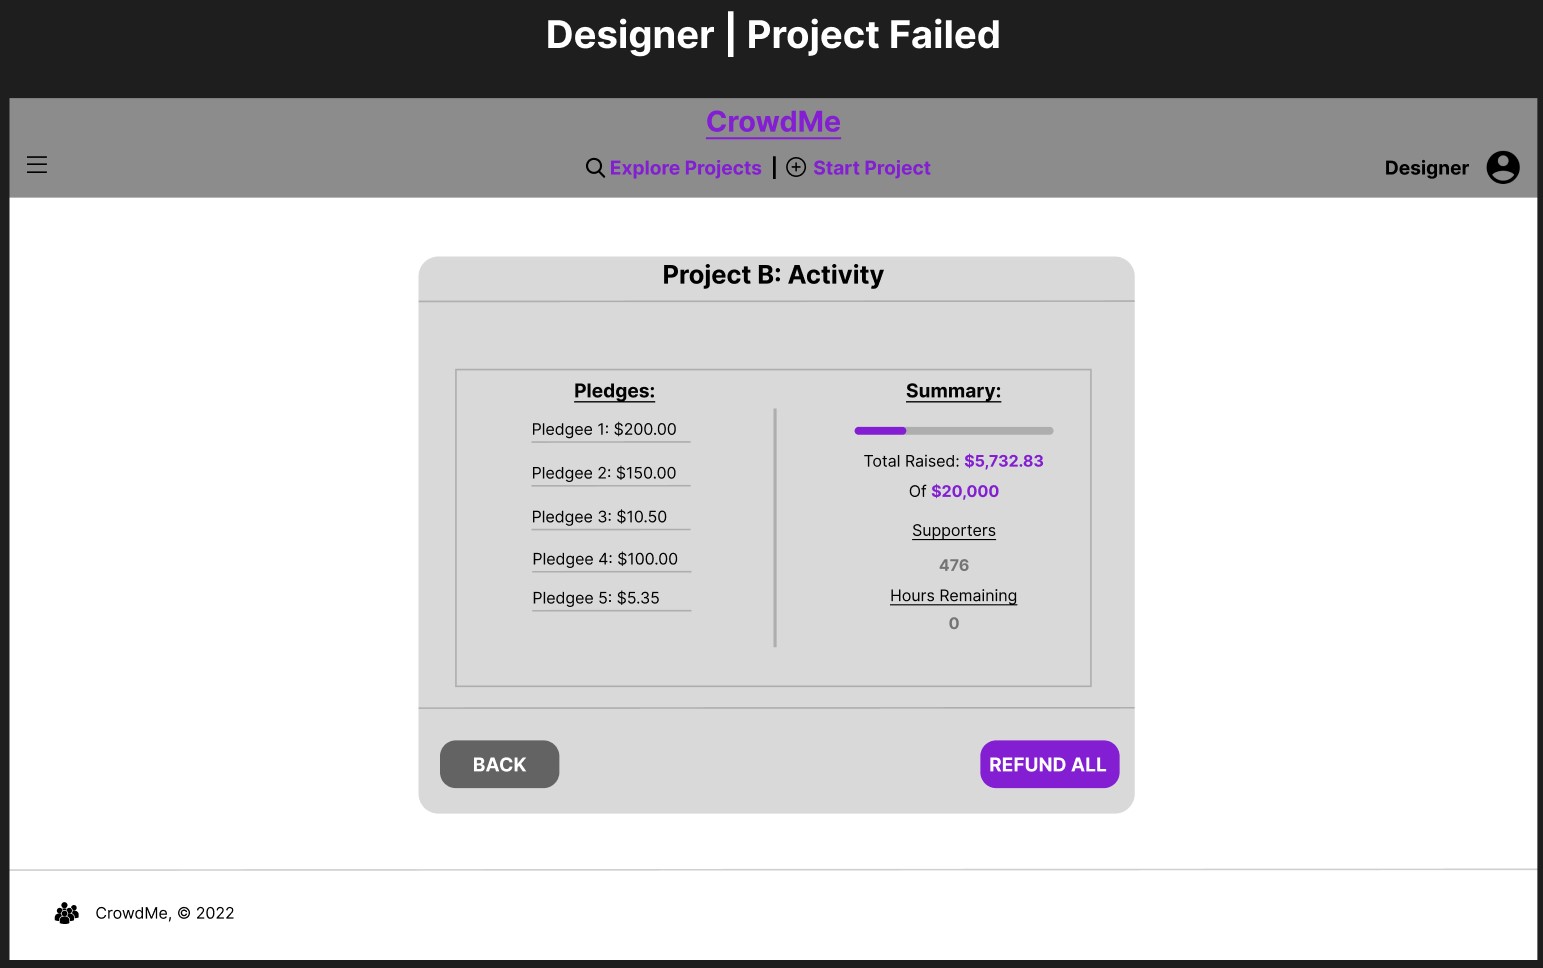 Designer | Project Failed
CrowdMe
Explore Projects | Start Project
Designer
Project B: Activity
Pledges:
Pledgee 1: $200.00
Pledgee 2: $150.00
Pledgee 3: $10.50
Pledgee 4: $100.00
Pledgee 5: $5.35
Summary:
Total Raised: $5,732.83
Of $20,000
Supporters
476
Hours Remaining
0
BACK
REFUND ALL
CrowdMe, © 2022